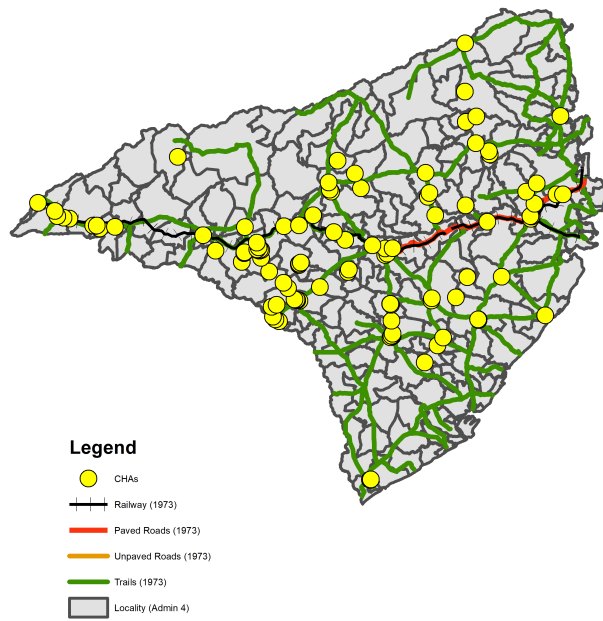 Legend
CHAs
Railway (1973)
Paved Roads (1973)
Unpaved Roads (1973)
Trails (1973)
Locality (Admin 4)